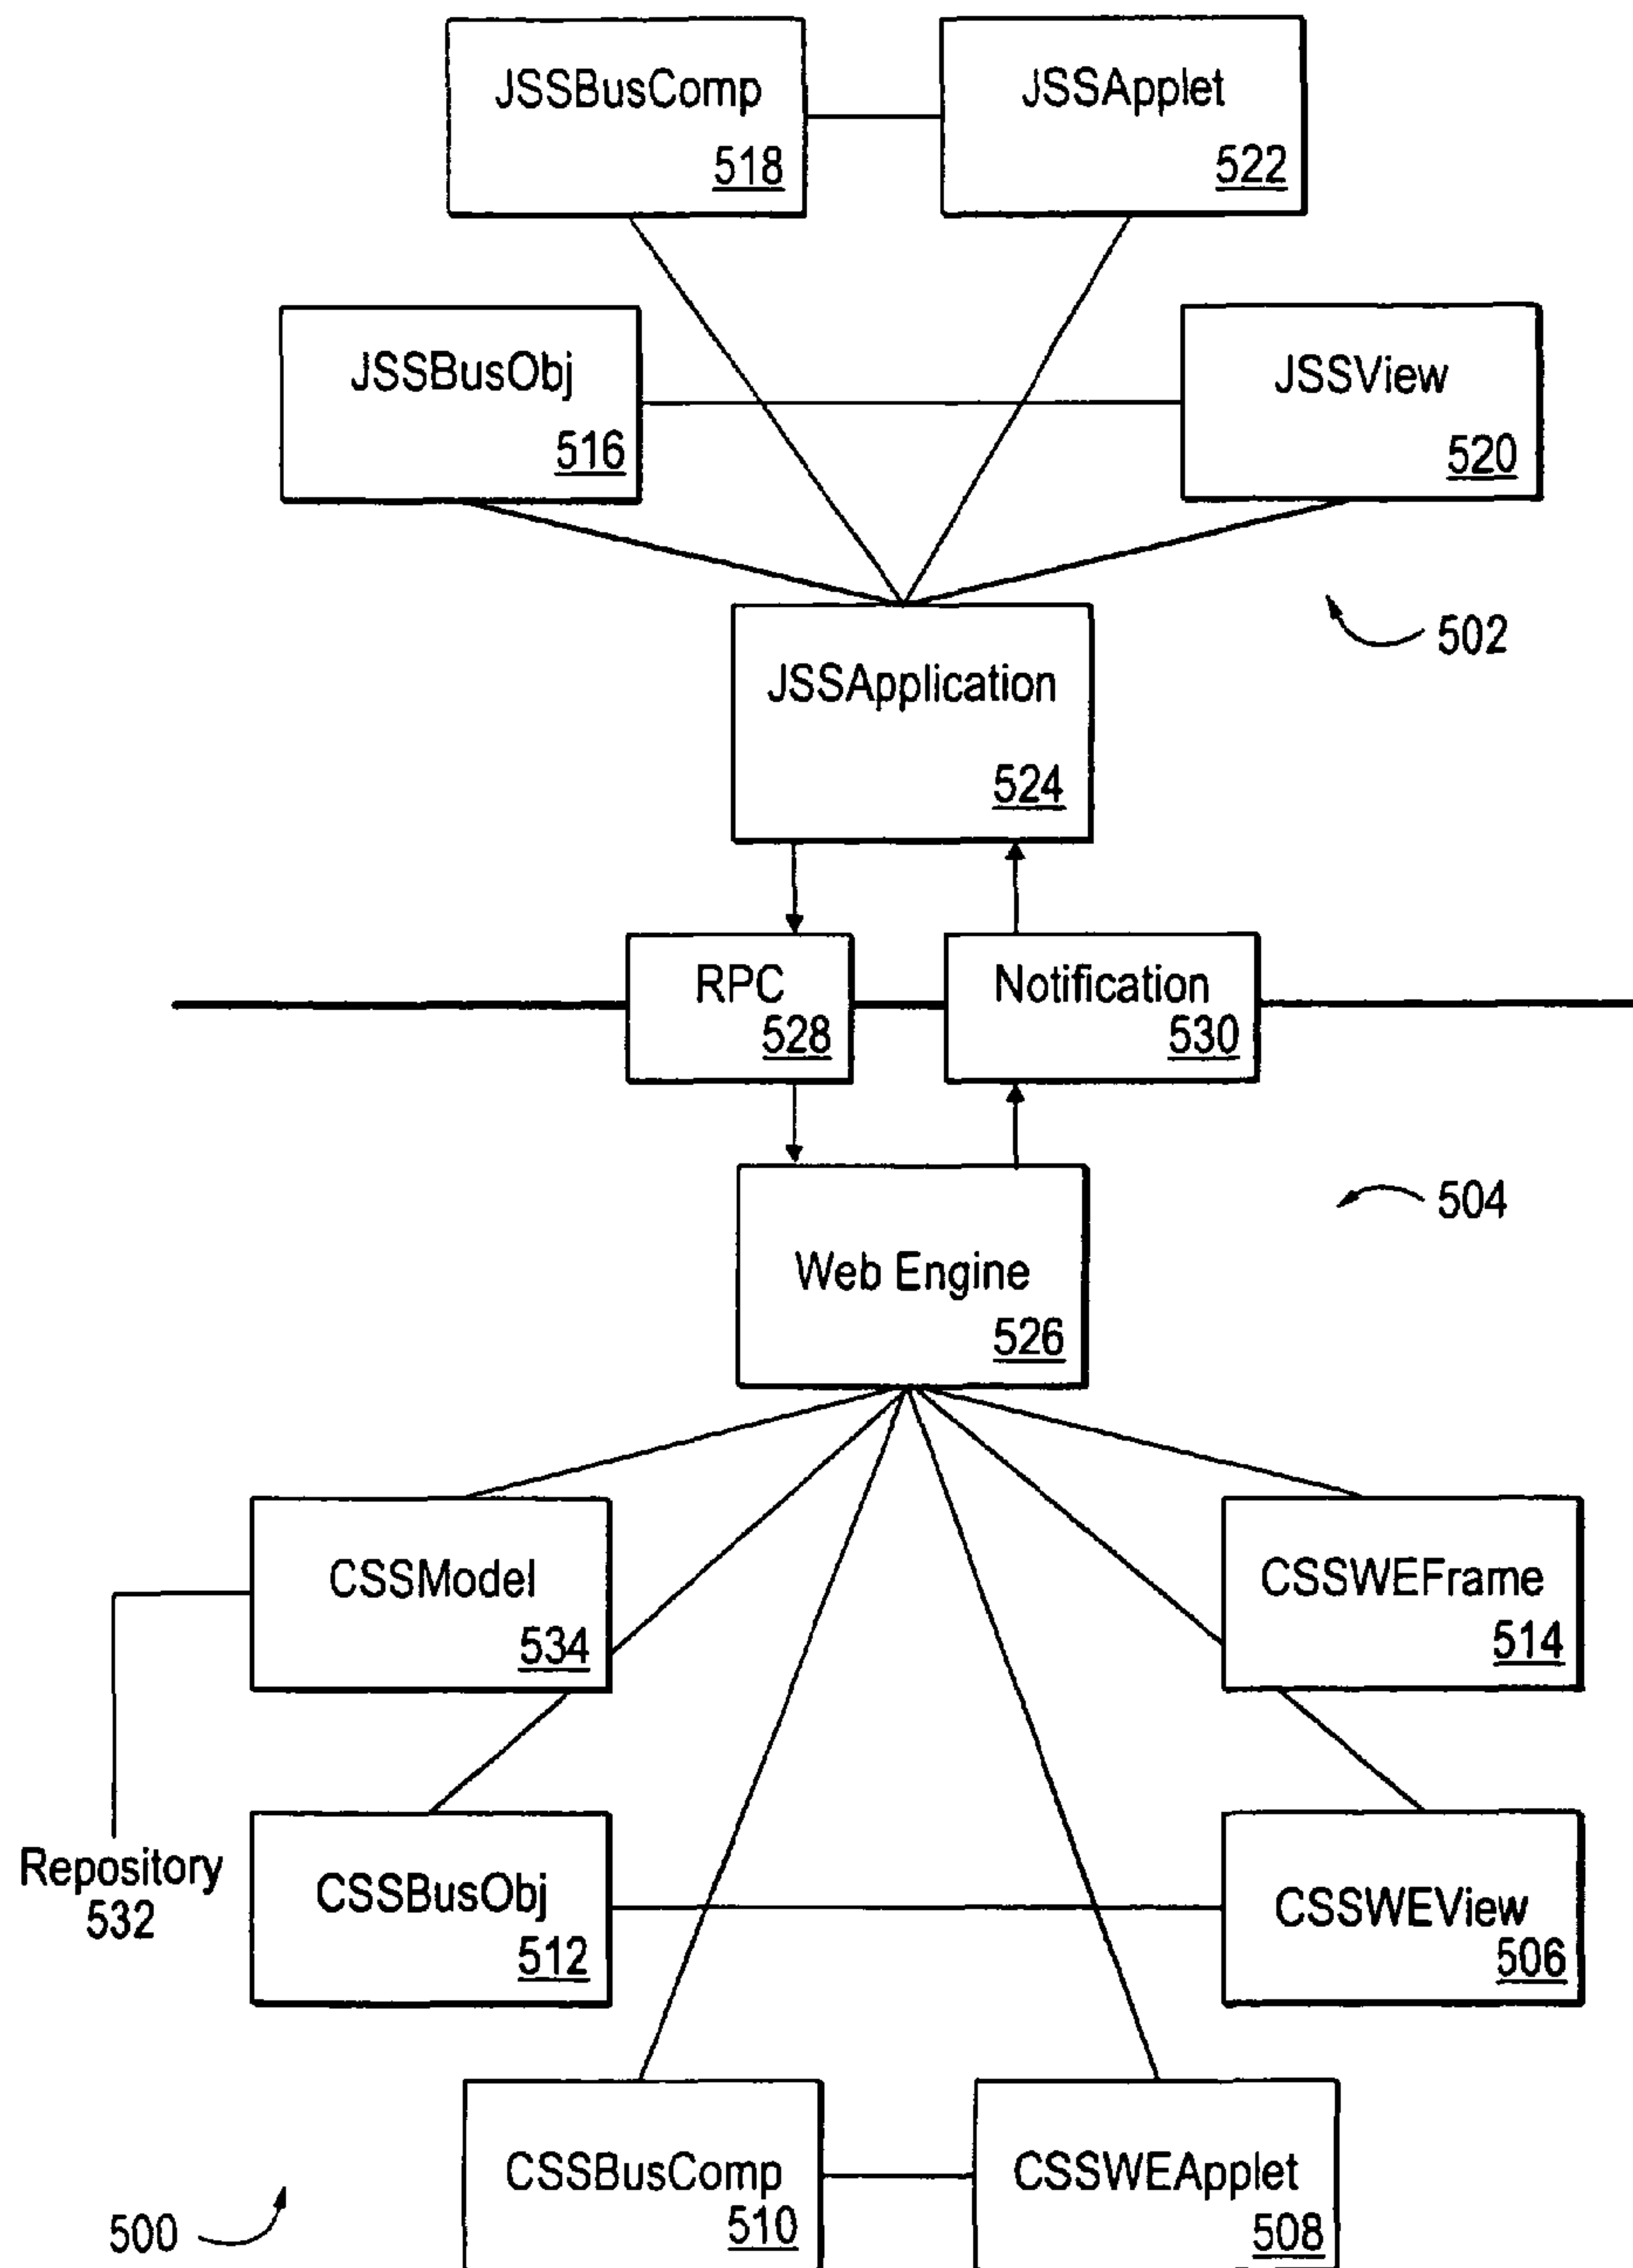 JSSBusComp
518
JSSApplet
522
JSSBusObj
516
JSSView
520
502
JSSApplication
524
RPC
528
Notification
530
504
Web Engine
526
CSSModel
534
CSSWEFrame
514
Repository
532
CSSBusObj
512
CSSWEView
506
CSSBusComp
510
CSSWEApplet
508
500